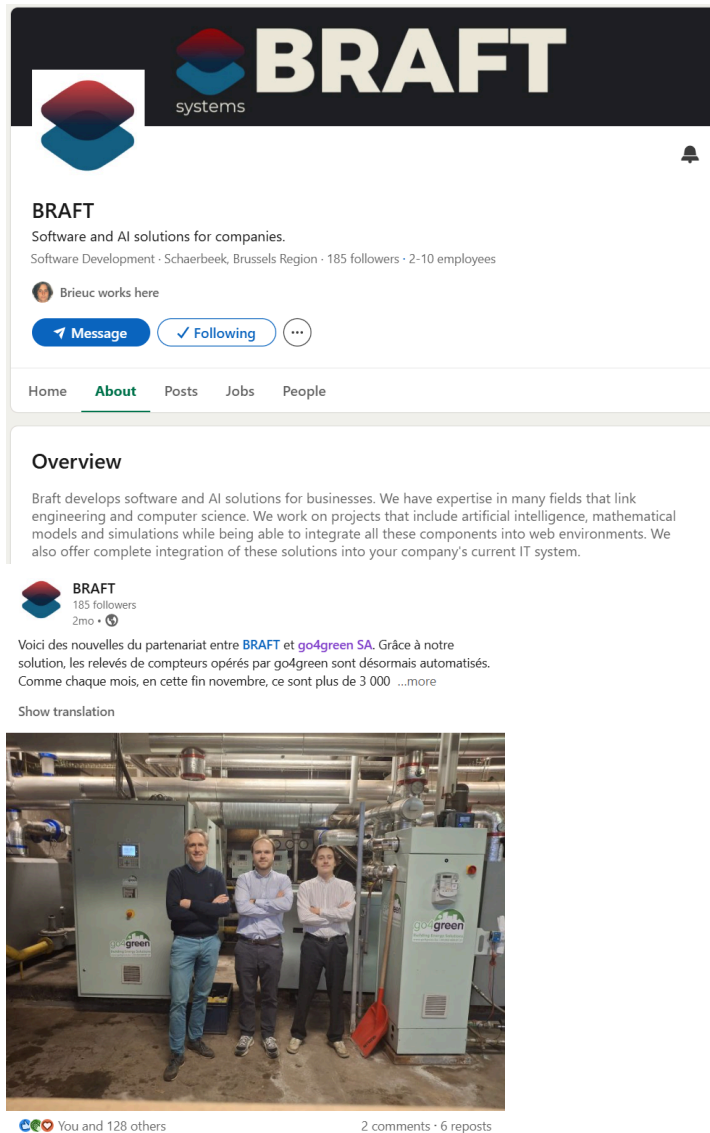 BRAFT
systems
BRAFT
Software and AI solutions for companies.
Software Development · Schaerbeek, Brussels Region · 185 followers · 2-10 employees
Brieuc works here
Message
Following
Home About Posts Jobs People
Overview
Braft develops software and AI solutions for businesses. We have expertise in many fields that link
engineering and computer science. We work on projects that include artificial intelligence, mathematical
models and simulations while being able to integrate all these components into web environments. We
also offer complete integration of these solutions into your company's current IT system.
BRAFT
185 followers
2mo •
Voici des nouvelles du partenariat entre BRAFT et go4green SA. Grâce à notre
solution, les relevés de compteurs opérés par go4green sont désormais automatisés.
Comme chaque mois, en cette fin novembre, ce sont plus de 3 000 ...more
Show translation
go4green
go4green
You and 128 others
2 comments · 6 reposts